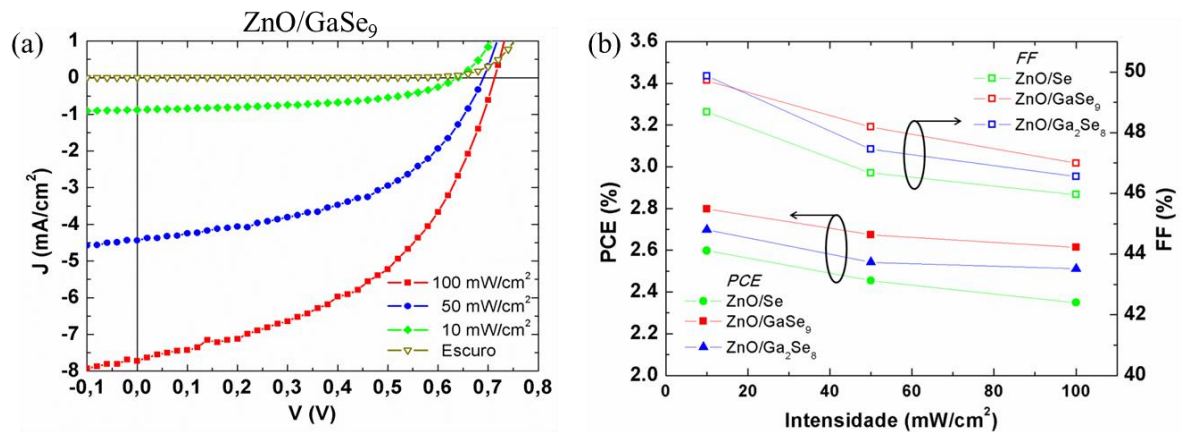 ZnO/GaSe₉
(a)
1
0
-1
-2
-3
-4
-5
-6
-7
-8
J (mA/cm²)
100 mW/cm²
50 mW/cm²
10 mW/cm²
Escuro
-0,1 0,0 0,1 0,2 0,3 0,4 0,5 0,6 0,7 0,8
V (V)
(b)
3.6
3.4
3.2
3.0
2.8
2.6
2.4
2.2
2.0
PCE (%)
FF
ZnO/Se
ZnO/GaSe₉
ZnO/Ga₂Se₈
PCE
ZnO/Se
ZnO/GaSe₉
ZnO/Ga₂Se₈
50
48
46
44
42
40
FF (%)
0 20 40 60 80 100
Intensidade (mW/cm²)